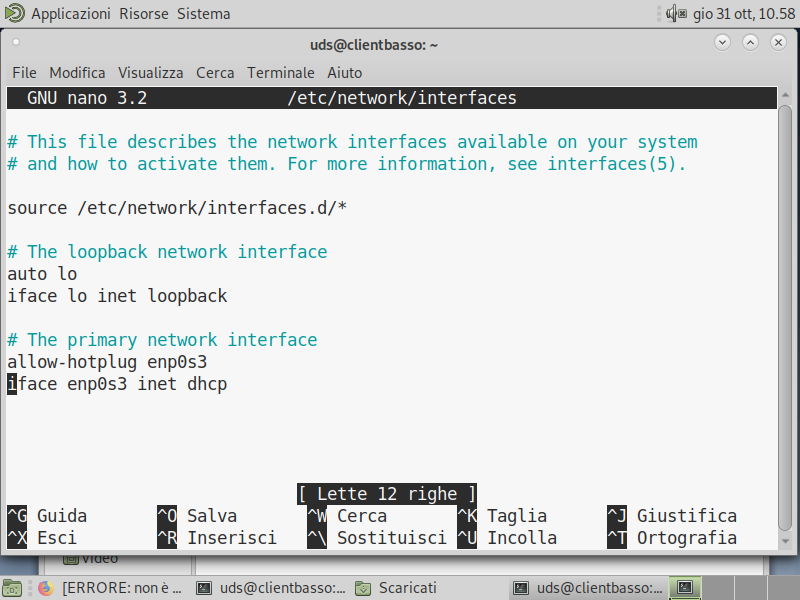 Applicazioni Risorse Sistema
gio 31 ott, 10.58
uds@clientbasso: ~
File Modifica Visualizza Cerca Terminale Aiuto
GNU nano 3.2 /etc/network/interfaces
# This file describes the network interfaces available on your system
# and how to activate them. For more information, see interfaces(5).
source /etc/network/interfaces.d/*
# The loopback network interface
auto lo
iface lo inet loopback
# The primary network interface
allow-hotplug enp0s3
iface enp0s3 inet dhcp
[ Lette 12 righe ]
^G Guida ^O Salva ^W Cerca ^K Taglia ^J Giustifica
^X Esci ^R Inserisci ^\ Sostituisci ^U Incolla ^T Ortografia
Video
[ERRORE: non è ... uds@clientbasso:... Scaricati uds@clientbasso:...